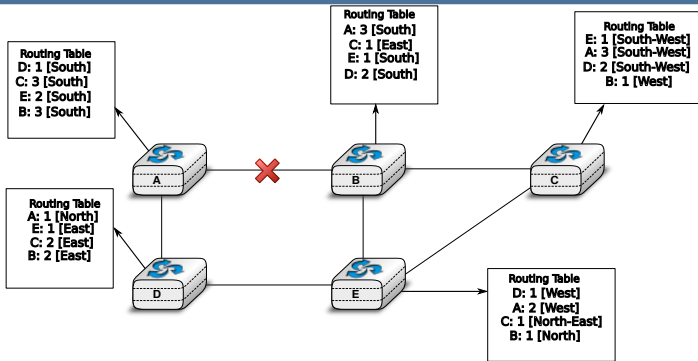 Routing Table
A: 3 [South]
C: 1 [East]
E: 1 [South]
D: 2 [South]
Routing Table
E: 1 [South-West]
A: 3 [South-West]
D: 2 [South-West]
B: 1 [West]
Routing Table
D: 1 [South]
C: 3 [South]
E: 2 [South]
B: 3 [South]
A
B
C
Routing Table
A: 1 [North]
E: 1 [East]
C: 2 [East]
B: 2 [East]
D
E
Routing Table
D: 1 [West]
A: 2 [West]
C: 1 [North-East]
B: 1 [North]